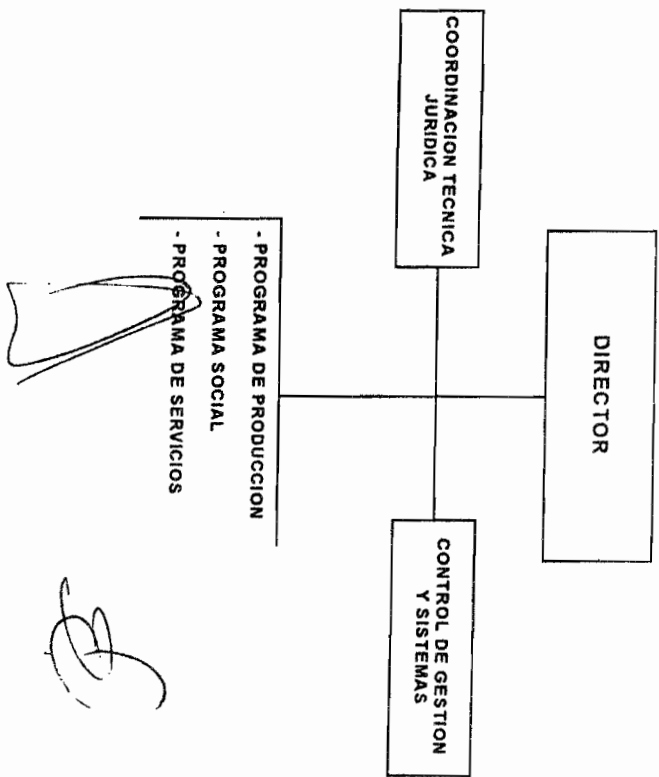 DIRECTOR
COORDINACION TECNICA
JURIDICA
CONTROL DE GESTION
Y SISTEMAS
- PROGRAMA DE PRODUCCION
- PROGRAMA SOCIAL
- PROGRAMA DE SERVICIOS